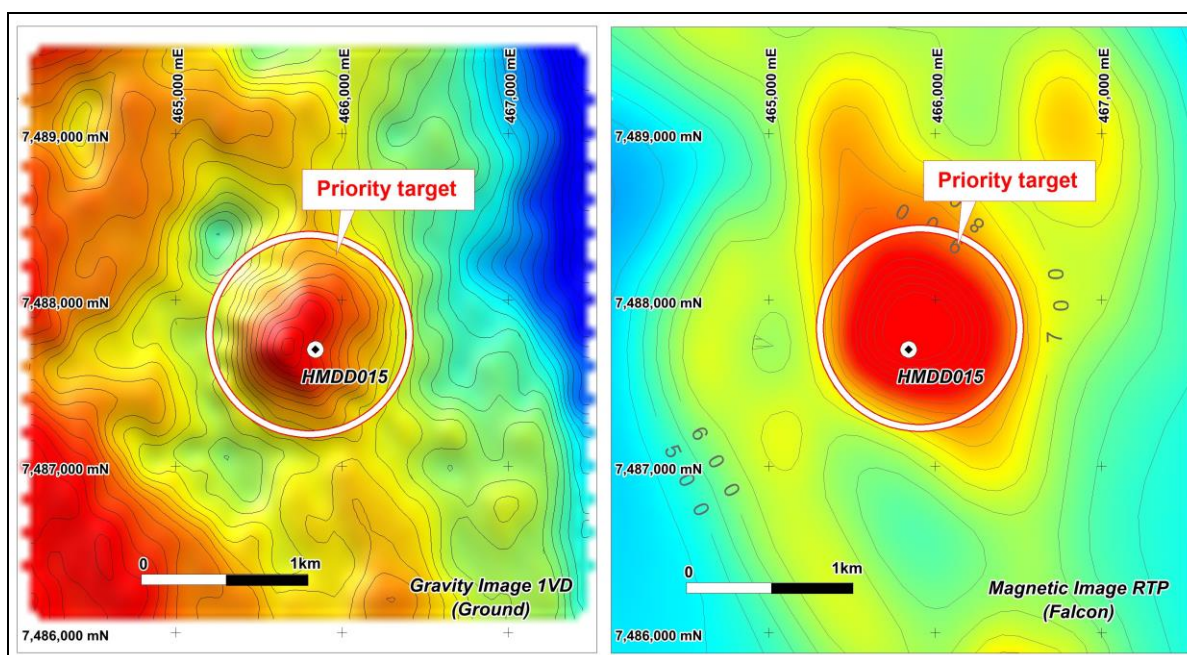 465,000 mE
466,000 mE
467,000 mE
7,489,000 mN
Priority target
7,488,000 mN
HMDD015
7,487,000 mN
0
1km
Gravity Image 1VD
(Ground)
7,486,000 mN
465,000 mE
466,000 mE
467,000 mE
7,489,000 mN
Priority target
7,488,000 mN
700
HMDD015
7,487,000 mN
600
500
0
1km
Magnetic Image RTP
(Falcon)
7,486,000 mN